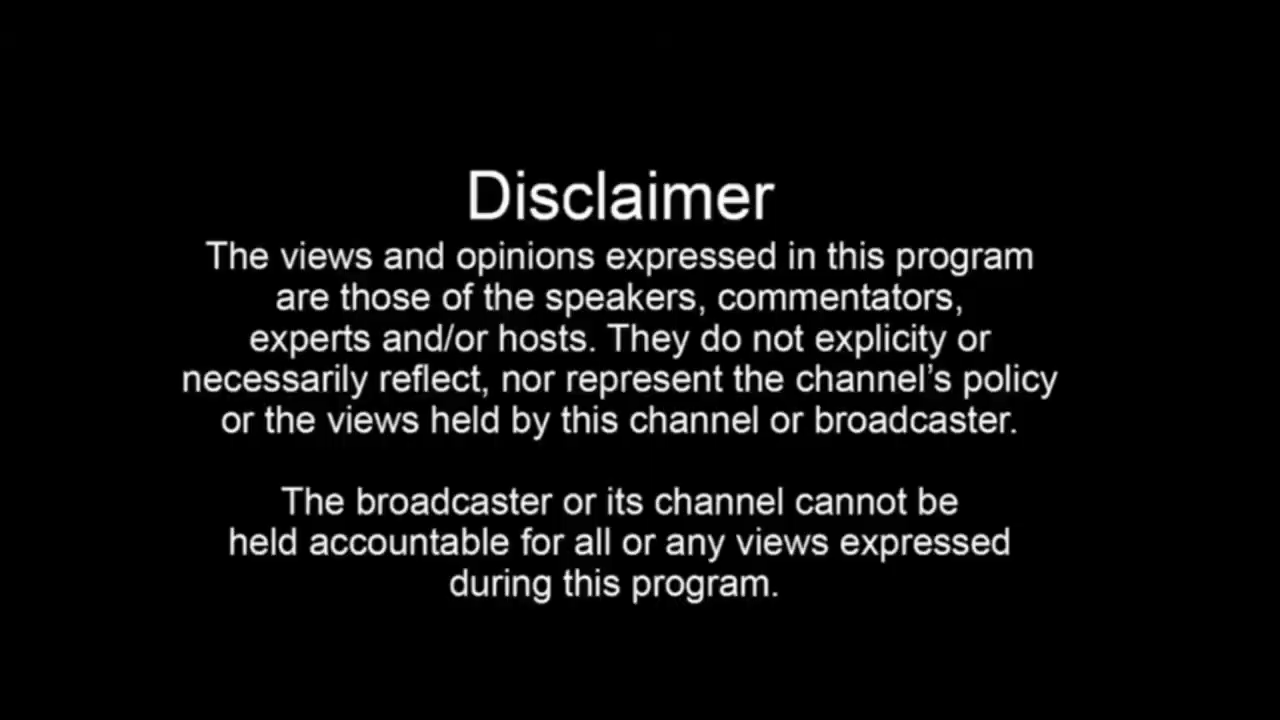 Disclaimer
The views and opinions expressed in this program
are those of the speakers, commentators,
experts and/or hosts. They do not explicity or
necessarily reflect, nor represent the channel’s policy
or the views held by this channel or broadcaster.
The broadcaster or its channel cannot be
held accountable for all or any views expressed
during this program.